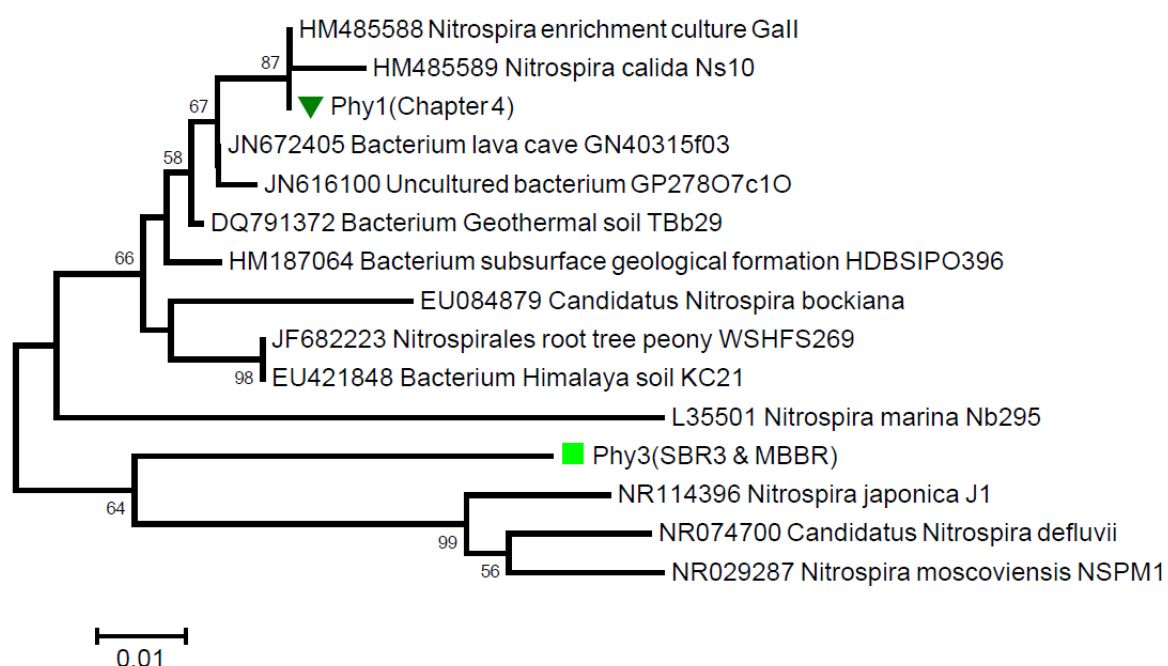 HM485588 Nitrospira enrichment culture GaII
87
HM485589 Nitrospira calida Ns10
67
Phy1(Chapter 4)
JN672405 Bacterium lava cave GN40315f03
58
JN616100 Uncultured bacterium GP278O7c1O
DQ791372 Bacterium Geothermal soil TBb29
66
HM187064 Bacterium subsurface geological formation HDBSIPO396
EU084879 Candidatus Nitrospira bockiana
JF682223 Nitrospirales root tree peony WSHFS269
98
EU421848 Bacterium Himalaya soil KC21
L35501 Nitrospira marina Nb295
Phy3(SBR3 & MBBR)
64
NR114396 Nitrospira japonica J1
NR074700 Candidatus Nitrospira defluvii
99
56
NR029287 Nitrospira moscoviensis NSPM1
0.01